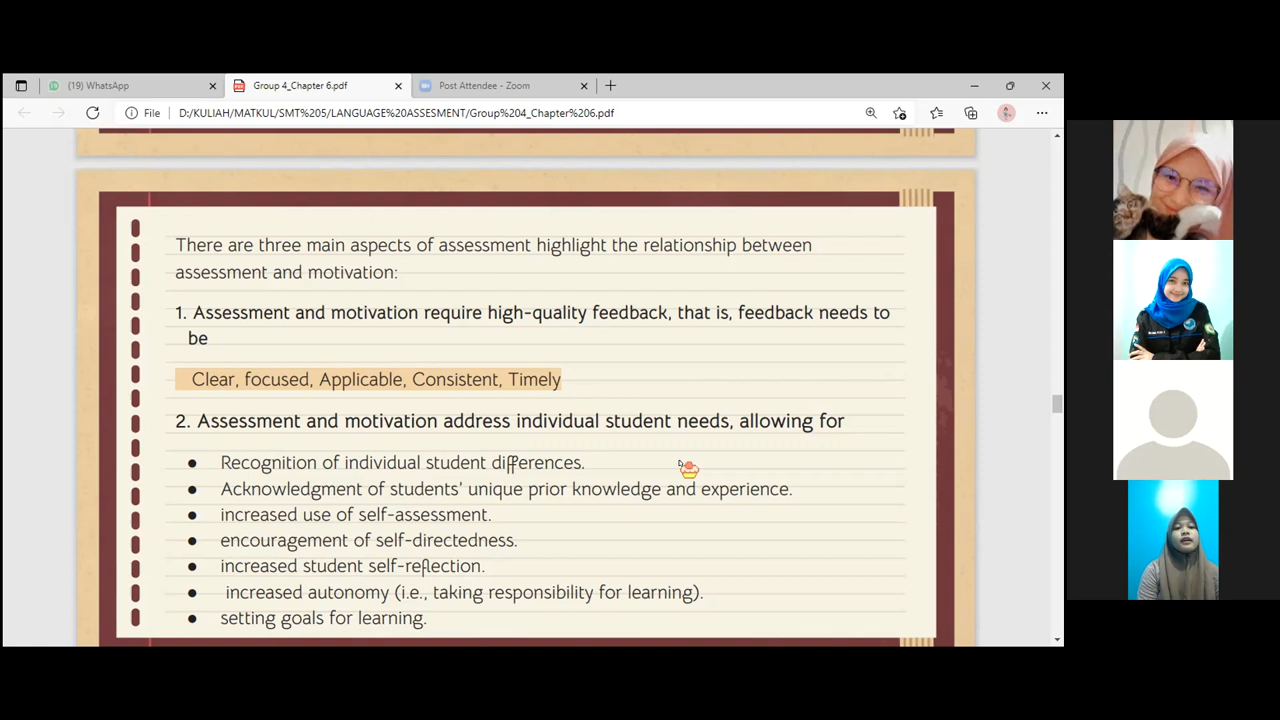 (19) WhatsApp
Group 4_Chapter 6.pdf
Post Attendee - Zoom
File
D:/KULIAH/MATKUL/SMT%205/LANGUAGE%20ASSESMENT/Group%204_Chapter%206.pdf
There are three main aspects of assessment highlight the relationship between
assessment and motivation:
1. Assessment and motivation require high-quality feedback, that is, feedback needs to
be
Clear, focused, Applicable, Consistent, Timely
2. Assessment and motivation address individual student needs, allowing for
● Recognition of individual student differences.
● Acknowledgment of students' unique prior knowledge and experience.
● increased use of self-assessment.
● encouragement of self-directedness.
● increased student self-reflection.
● increased autonomy (i.e., taking responsibility for learning).
● setting goals for learning.